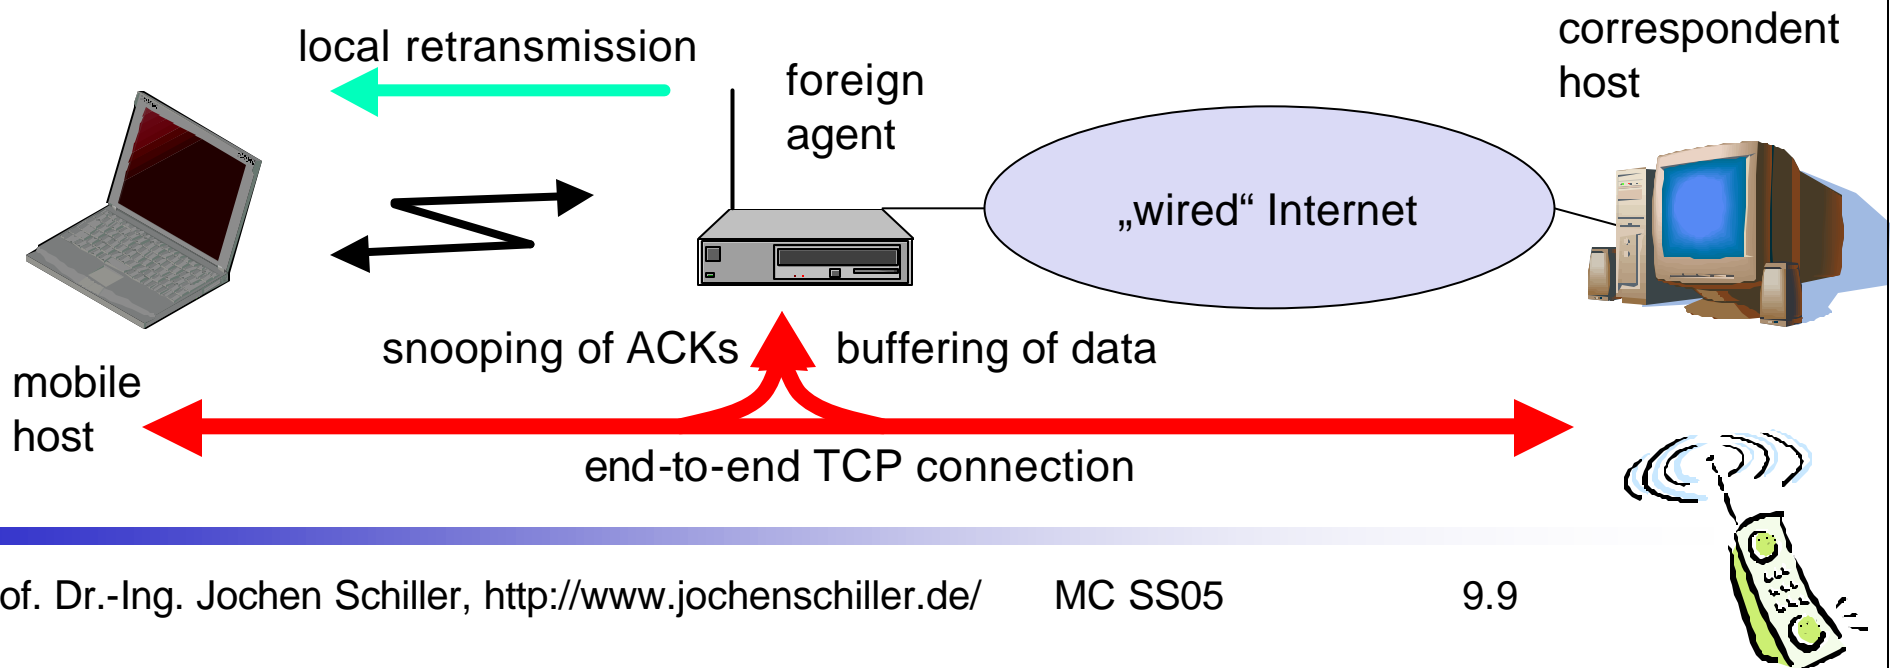 local retransmission
correspondent
host
foreign
agent
„wired“ Internet
snooping of ACKs
buffering of data
mobile
host
end-to-end TCP connection
of. Dr.-Ing. Jochen Schiller, http://www.jochenschiller.de/ MC SS05 9.9